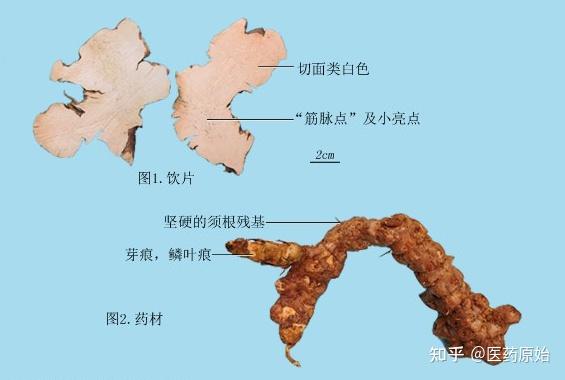 切面类白色
“筋脉点”及小亮点
2cm
图1.饮片
坚硬的须根残基
芽痕，鳞叶痕
图2.药材
知乎 @医药原始